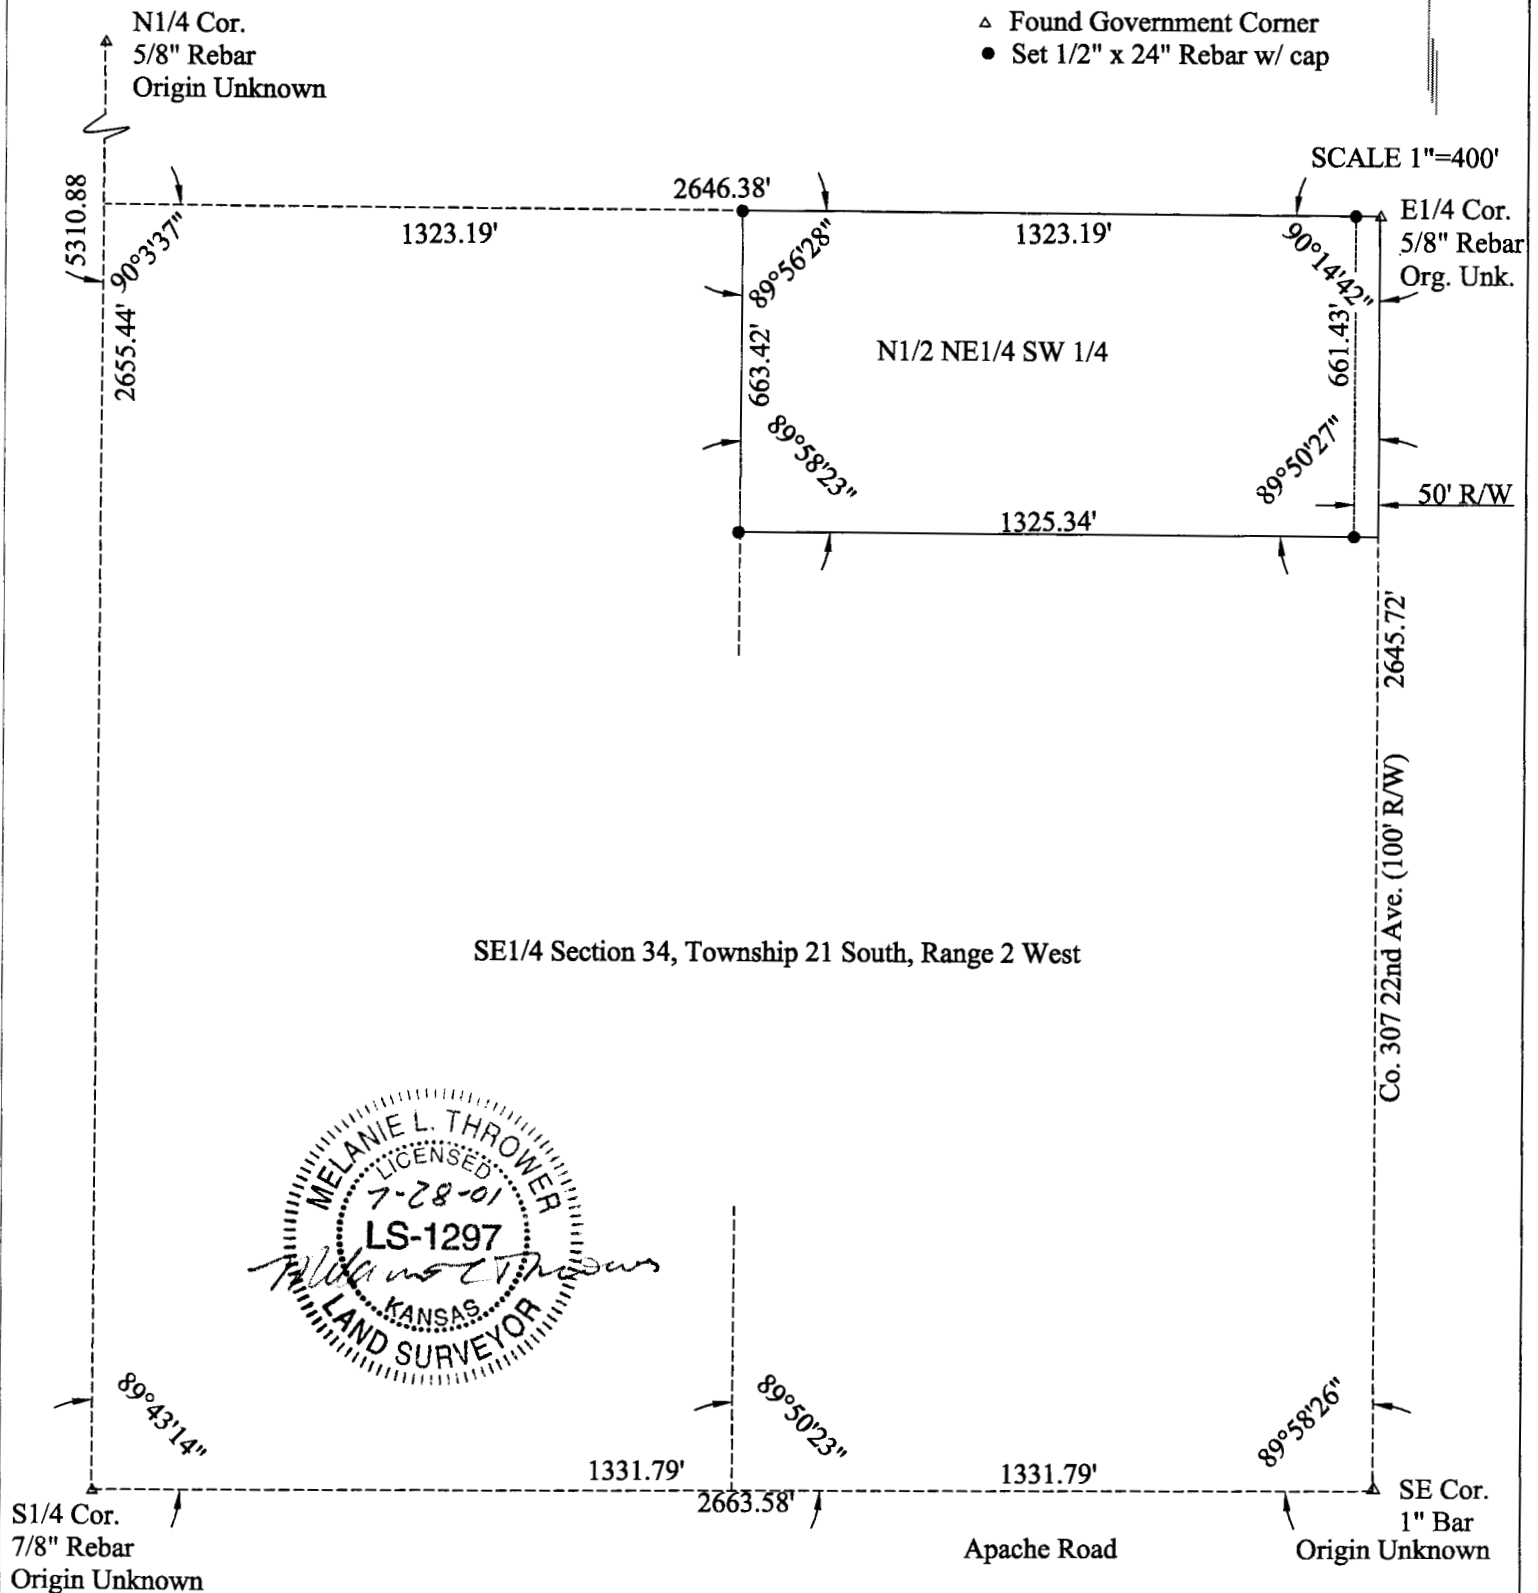 N1/4 Cor.
5/8" Rebar
Origin Unknown
Found Government Corner
Set 1/2" x 24" Rebar w/ cap
SCALE 1"=400'
E1/4 Cor.
5/8" Rebar
Org. Unk.
5310.88
90°3'37"
2655.44'
2646.38'
1323.19'
1323.19'
89°56'28"
90°14'42"
663.42'
N1/2 NE1/4 SW 1/4
661.43'
89°58'23"
89°50'27"
50' R/W
1325.34'
2645.72'
Co. 307 22nd Ave. (100' R/W)
SE1/4 Section 34, Township 21 South, Range 2 West
MELANIE L. THROWER
LICENSED
7-28-01
LS-1297
Melanie L Thrower
KANSAS
LAND SURVEYOR
89°43'14"
89°50'23"
89°58'26"
1331.79'
1331.79'
2663.58'
S1/4 Cor.
7/8" Rebar
Origin Unknown
Apache Road
SE Cor.
1" Bar
Origin Unknown